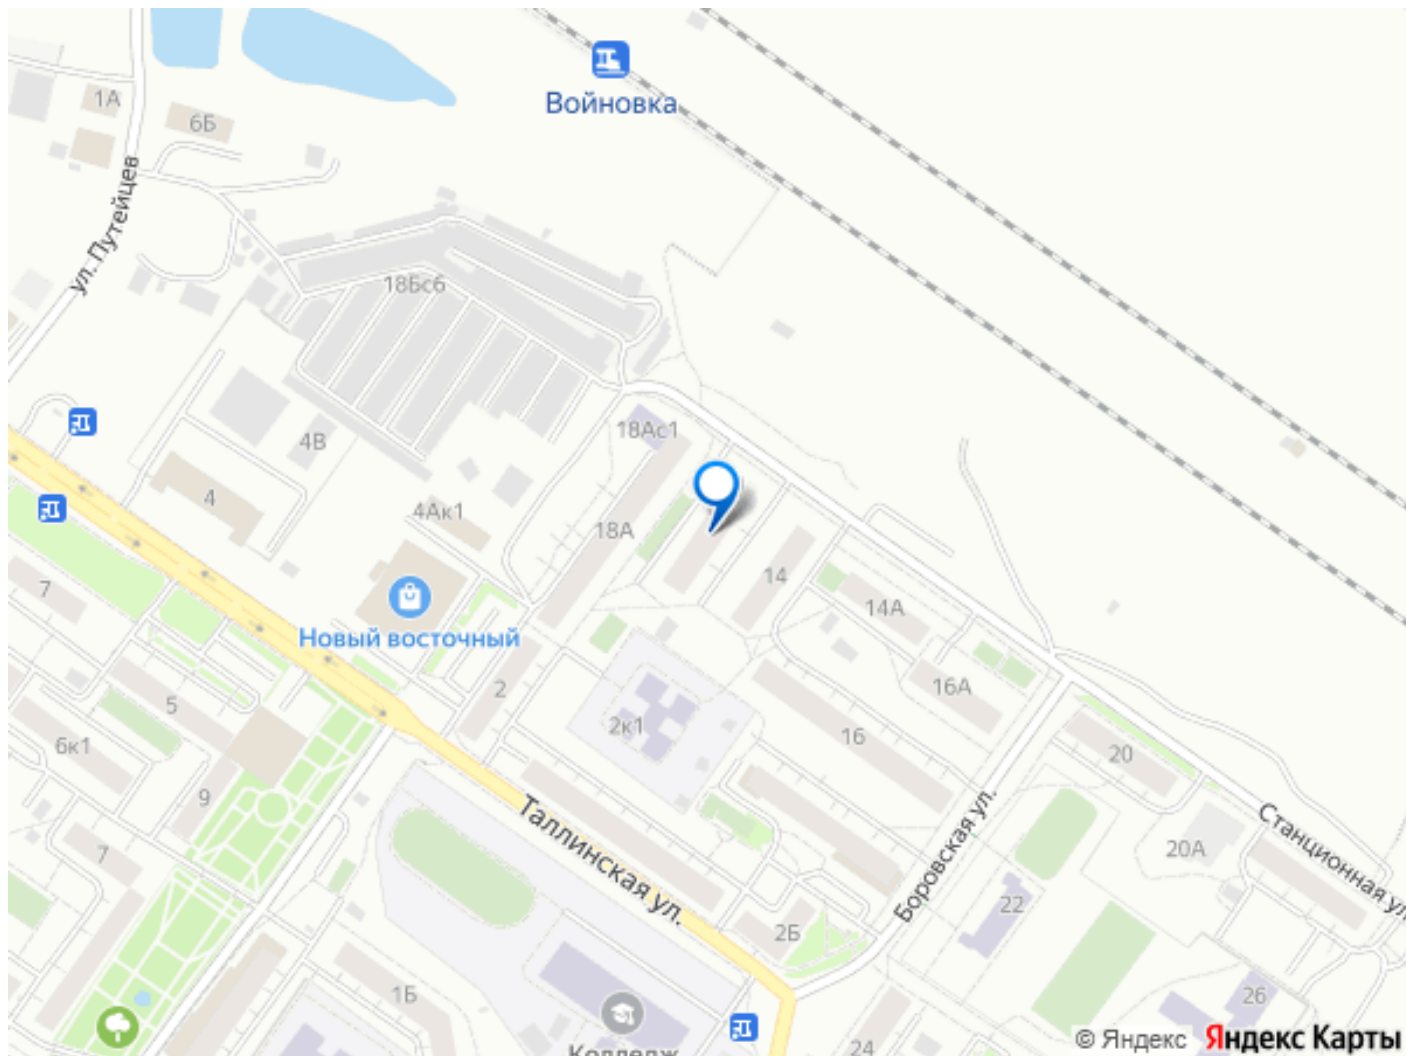 Войновка
1А
6Б
ул. Путейцев
18Бс6
4В
18Ас1
4
4Ак1
18А
14
7
14А
Новый восточный
2
16А
5
2к1
16
6к1
20
9
Таллинская ул.
Боровская ул.
Станционная ул
7
20А
22
2Б
1Б
26
Колледж
24
© Яндекс Яндекс Карты